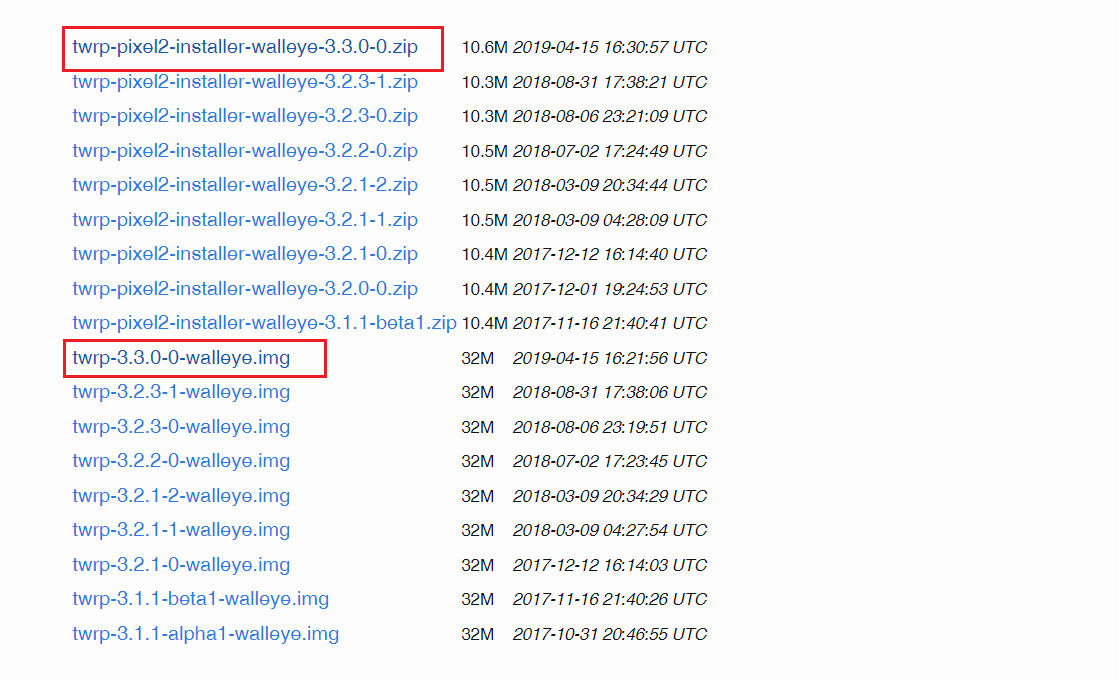 twrp-pixel2-installer-walleye-3.3.0-0.zip 10.6M 2019-04-15 16:30:57 UTC
twrp-pixel2-installer-walleye-3.2.3-1.zip 10.3M 2018-08-31 17:38:21 UTC
twrp-pixel2-installer-walleye-3.2.3-0.zip 10.3M 2018-08-06 23:21:09 UTC
twrp-pixel2-installer-walleye-3.2.2-0.zip 10.5M 2018-07-02 17:24:49 UTC
twrp-pixel2-installer-walleye-3.2.1-2.zip 10.5M 2018-03-09 20:34:44 UTC
twrp-pixel2-installer-walleye-3.2.1-1.zip 10.5M 2018-03-09 04:28:09 UTC
twrp-pixel2-installer-walleye-3.2.1-0.zip 10.4M 2017-12-12 16:14:40 UTC
twrp-pixel2-installer-walleye-3.2.0-0.zip 10.4M 2017-12-01 19:24:53 UTC
twrp-pixel2-installer-walleye-3.1.1-beta1.zip 10.4M 2017-11-16 21:40:41 UTC
twrp-3.3.0-0-walleye.img 32M 2019-04-15 16:21:56 UTC
twrp-3.2.3-1-walleye.img 32M 2018-08-31 17:38:06 UTC
twrp-3.2.3-0-walleye.img 32M 2018-08-06 23:19:51 UTC
twrp-3.2.2-0-walleye.img 32M 2018-07-02 17:23:45 UTC
twrp-3.2.1-2-walleye.img 32M 2018-03-09 20:34:29 UTC
twrp-3.2.1-1-walleye.img 32M 2018-03-09 04:27:54 UTC
twrp-3.2.1-0-walleye.img 32M 2017-12-12 16:14:03 UTC
twrp-3.1.1-beta1-walleye.img 32M 2017-11-16 21:40:26 UTC
twrp-3.1.1-alpha1-walleye.img 32M 2017-10-31 20:46:55 UTC